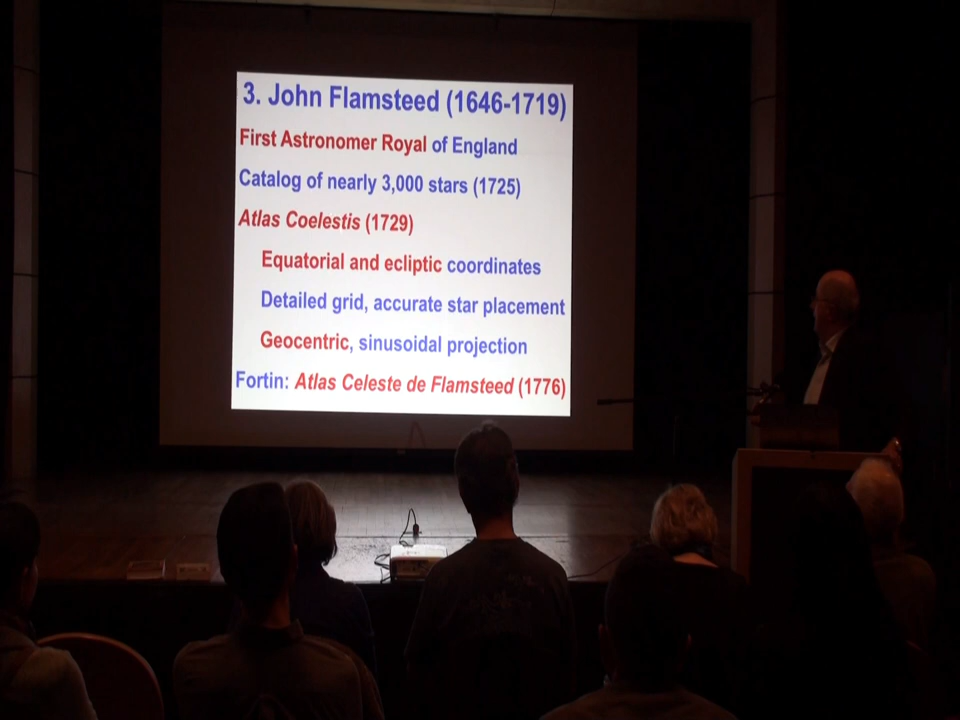 3. John Flamsteed (1646-1719)
First Astronomer Royal of England
Catalog of nearly 3,000 stars (1725)
Atlas Coelestis (1729)
Equatorial and ecliptic coordinates
Detailed grid, accurate star placement
Geocentric, sinusoidal projection
Fortin: Atlas Celeste de Flamsteed (1776)